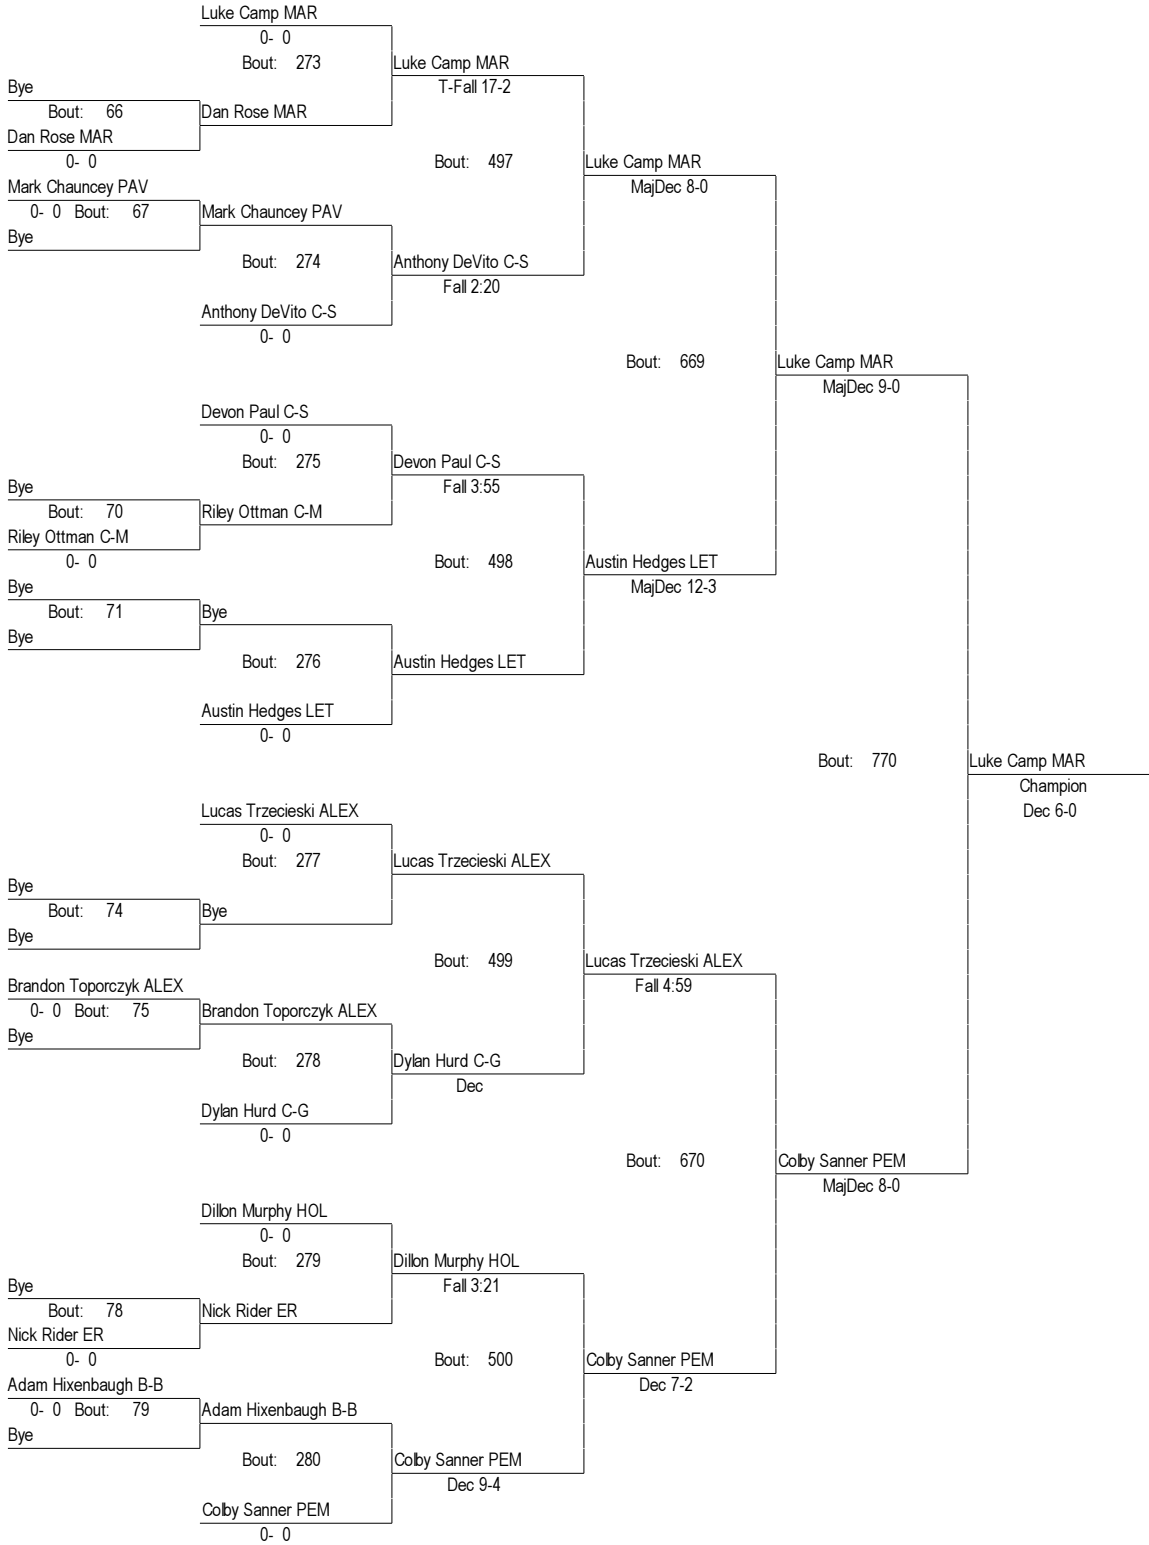 Luke Camp MAR
0- 0
Bout: 273
Luke Camp MAR
Bye
T-Fall 17-2
Bout: 66
Dan Rose MAR
Dan Rose MAR
0- 0
Bout: 497
Luke Camp MAR
Mark Chauncey PAV
MajDec 8-0
0- 0 Bout: 67
Mark Chauncey PAV
Bye
Bout: 274
Anthony DeVito C-S
Fall 2:20
Anthony DeVito C-S
0- 0
Bout: 669
Luke Camp MAR
MajDec 9-0
Devon Paul C-S
0- 0
Bout: 275
Devon Paul C-S
Bye
Fall 3:55
Bout: 70
Riley Ottman C-M
Riley Ottman C-M
0- 0
Bout: 498
Austin Hedges LET
Bye
MajDec 12-3
Bout: 71
Bye
Bye
Bout: 276
Austin Hedges LET
Austin Hedges LET
0- 0
Bout: 770
Luke Camp MAR
Champion
Dec 6-0
Lucas Trzecieski ALEX
0- 0
Bout: 277
Lucas Trzecieski ALEX
Bye
Bout: 74
Bye
Bye
Bout: 499
Lucas Trzecieski ALEX
Brandon Toporczyk ALEX
Fall 4:59
0- 0 Bout: 75
Brandon Toporczyk ALEX
Bye
Bout: 278
Dylan Hurd C-G
Dec
Dylan Hurd C-G
0- 0
Bout: 670
Colby Sanner PEM
MajDec 8-0
Dillon Murphy HOL
0- 0
Bout: 279
Dillon Murphy HOL
Bye
Fall 3:21
Bout: 78
Nick Rider ER
Nick Rider ER
0- 0
Bout: 500
Colby Sanner PEM
Adam Hixenbaugh B-B
Dec 7-2
0- 0 Bout: 79
Adam Hixenbaugh B-B
Bye
Bout: 280
Colby Sanner PEM
Dec 9-4
Colby Sanner PEM
0- 0